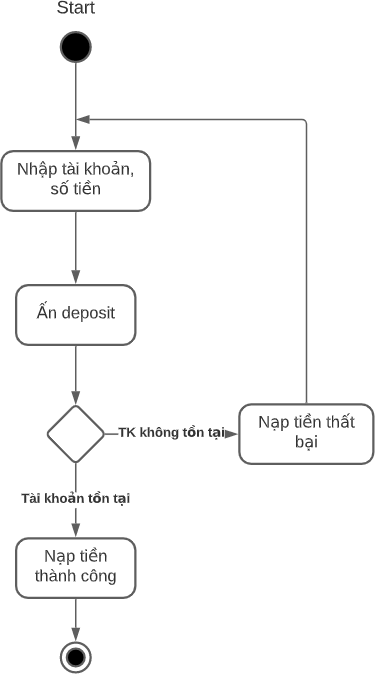 Start
Nhập tài khoản,
số tiền
Ấn deposit
TK không tồn tại
Nạp tiền thất
bại
Tài khoản tồn tại
Nạp tiền
thành công